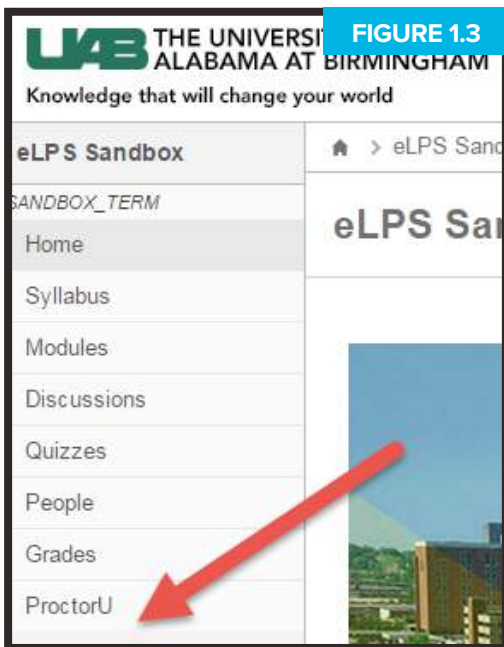 FIGURE 1.3
UAB THE UNIVERSI
ALABAMA AT BIRMINGHAM
Knowledge that will change your world
eLPS Sandbox
> eLPS Sand
SANDBOX_TERM
eLPS Sa
Home
Syllabus
Modules
Discussions
Quizzes
People
Grades
ProctorU